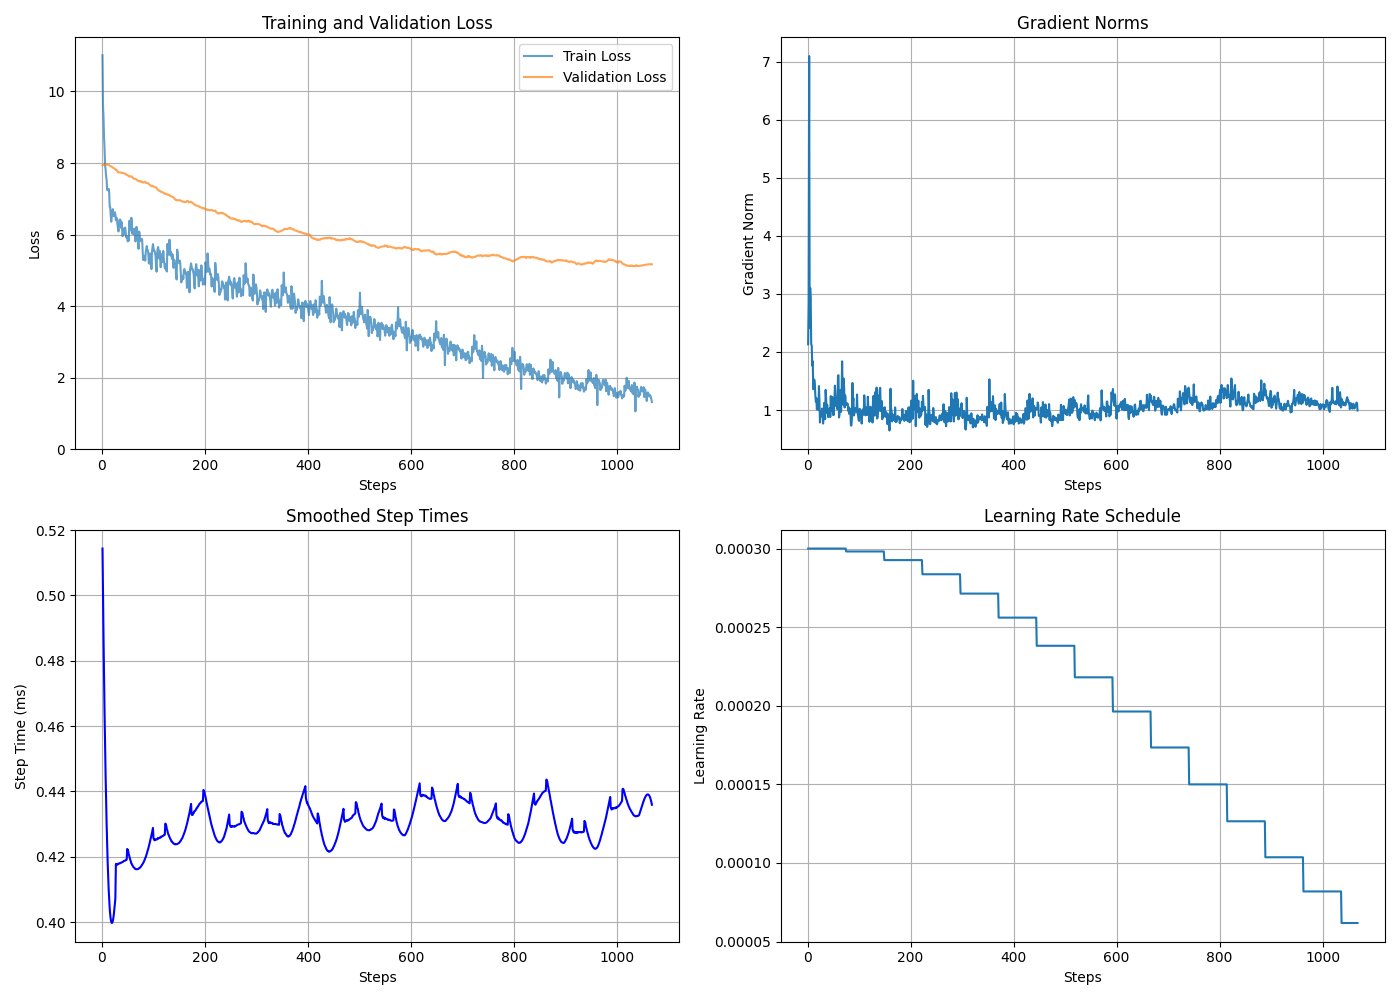 Training and Validation Loss
10
8
6
4
2
0
Loss
Train Loss
Validation Loss
0 200 400 600 800 1000
Steps
Gradient Norms
7
6
5
4
3
2
1
Gradient Norm
0 200 400 600 800 1000
Steps
Smoothed Step Times
0.52
0.50
0.48
0.46
0.44
0.42
0.40
Step Time (ms)
0 200 400 600 800 1000
Steps
Learning Rate Schedule
0.00030
0.00025
0.00020
0.00015
0.00010
0.00005
Learning Rate
0 200 400 600 800 1000
Steps